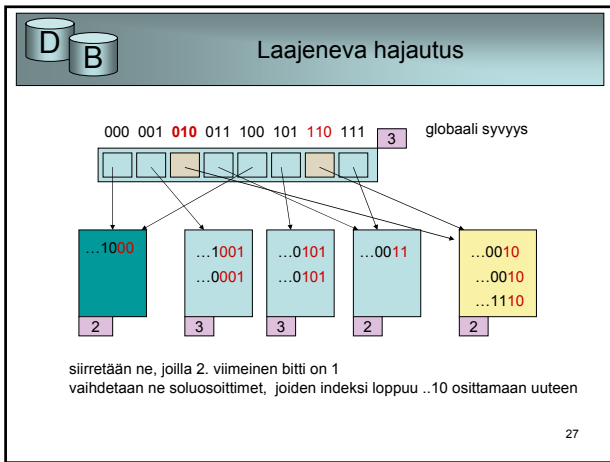 D
B
Laajeneva hajautus
000 001 010 011 100 101 110 111
3
globaali syvyys
...1000
...1001
...0001
...0101
...0101
...0011
...0010
...0010
...1110
2
3
3
2
2
siirretään ne, joilla 2. viimeinen bitti on 1
vaihdetaan ne soluosoittimet, joiden indeksi loppuu ..10 osittamaan uuteen
27